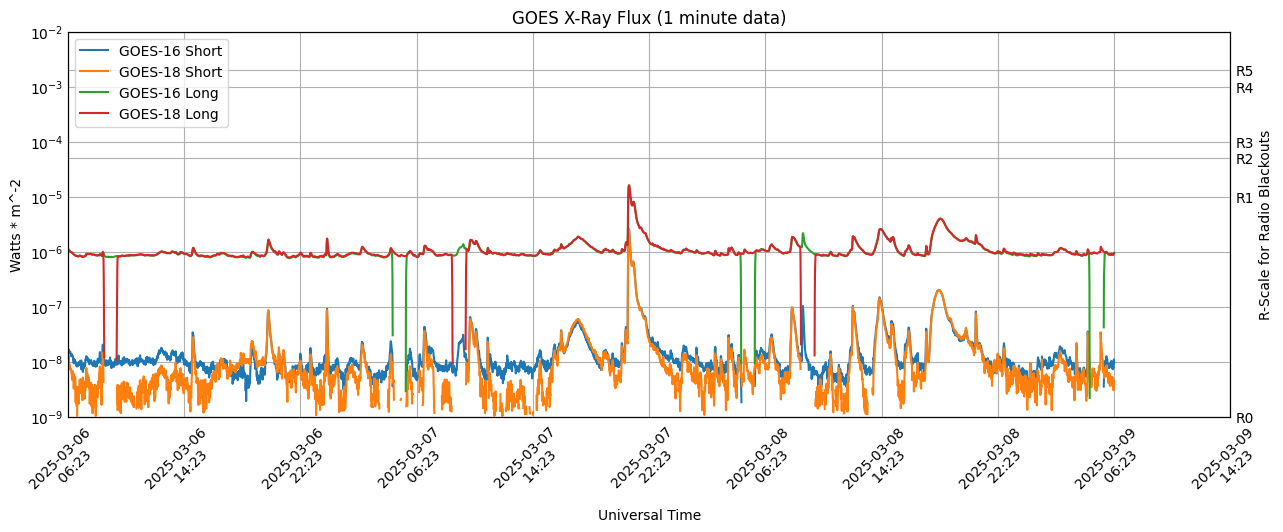 GOES X-Ray Flux (1 minute data)
GOES-16 Short
GOES-18 Short
GOES-16 Long
GOES-18 Long
Watts * m^-2
10⁻²
10⁻³
10⁻⁴
10⁻⁵
10⁻⁶
10⁻⁷
10⁻⁸
10⁻⁹
R5
R4
R3
R2
R1
R0
R-Scale for Radio Blackouts
2025-03-06
06:23
2025-03-06
14:23
2025-03-06
22:23
2025-03-07
06:23
2025-03-07
14:23
2025-03-07
22:23
2025-03-08
06:23
2025-03-08
14:23
2025-03-08
22:23
2025-03-09
06:23
2025-03-09
14:23
Universal Time